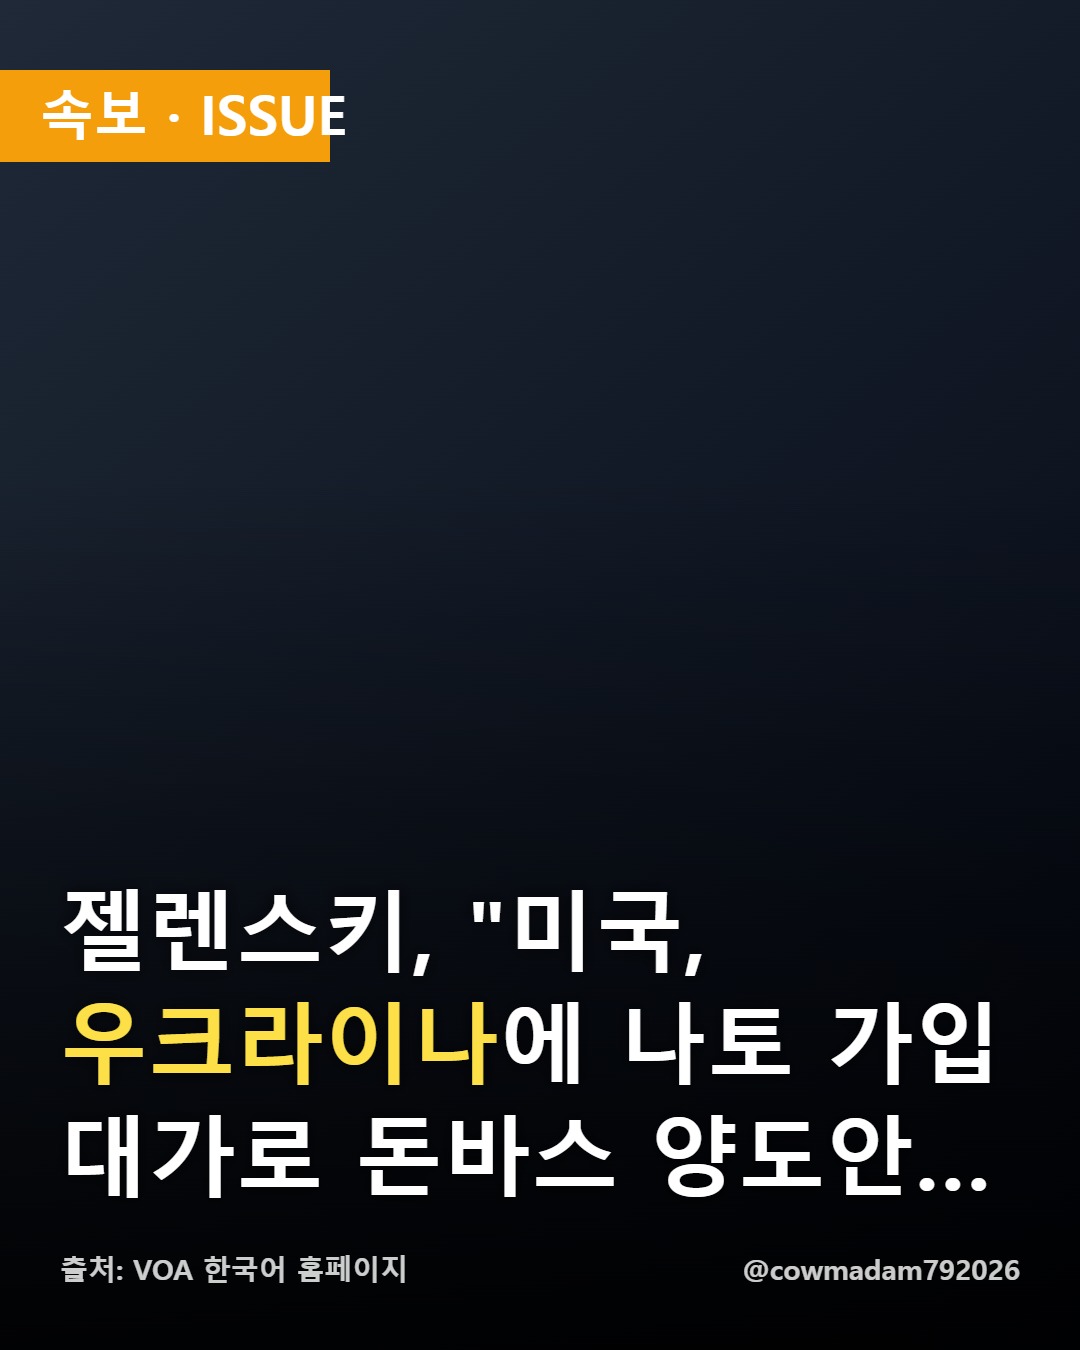 속보 · ISSUE
젤렌스키, "미국,
우크라이나에 나토 가입
대가로 돈바스 양도안...
출처: VOA 한국어 홈페이지
@cowmadam792026